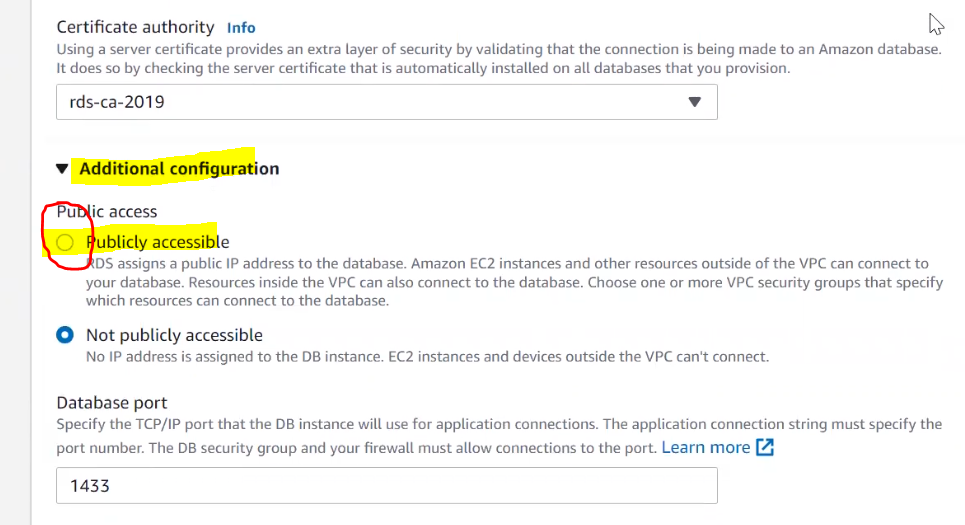 Certificate authority Info
Using a server certificate provides an extra layer of security by validating that the connection is being made to an Amazon database.
It does so by checking the server certificate that is automatically installed on all databases that you provision.
rds-ca-2019
Additional configuration
Public access
Publicly accessible
RDS assigns a public IP address to the database. Amazon EC2 instances and other resources outside of the VPC can connect to
your database. Resources inside the VPC can also connect to the database. Choose one or more VPC security groups that specify
which resources can connect to the database.
Not publicly accessible
No IP address is assigned to the DB instance. EC2 instances and devices outside the VPC can't connect.
Database port
Specify the TCP/IP port that the DB instance will use for application connections. The application connection string must specify the
port number. The DB security group and your firewall must allow connections to the port. Learn more
1433